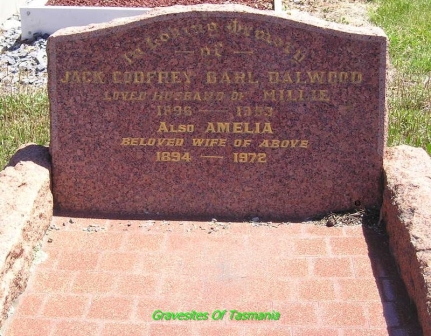 In Loving Memory
— of —
JACK GODFREY BARL DALWOOD
LOVED HUSBAND OF MILLIE
1896 — 1953
ALSO AMELIA
BELOVED WIFE OF ABOVE
1894 — 1972
Gravesites Of Tasmania